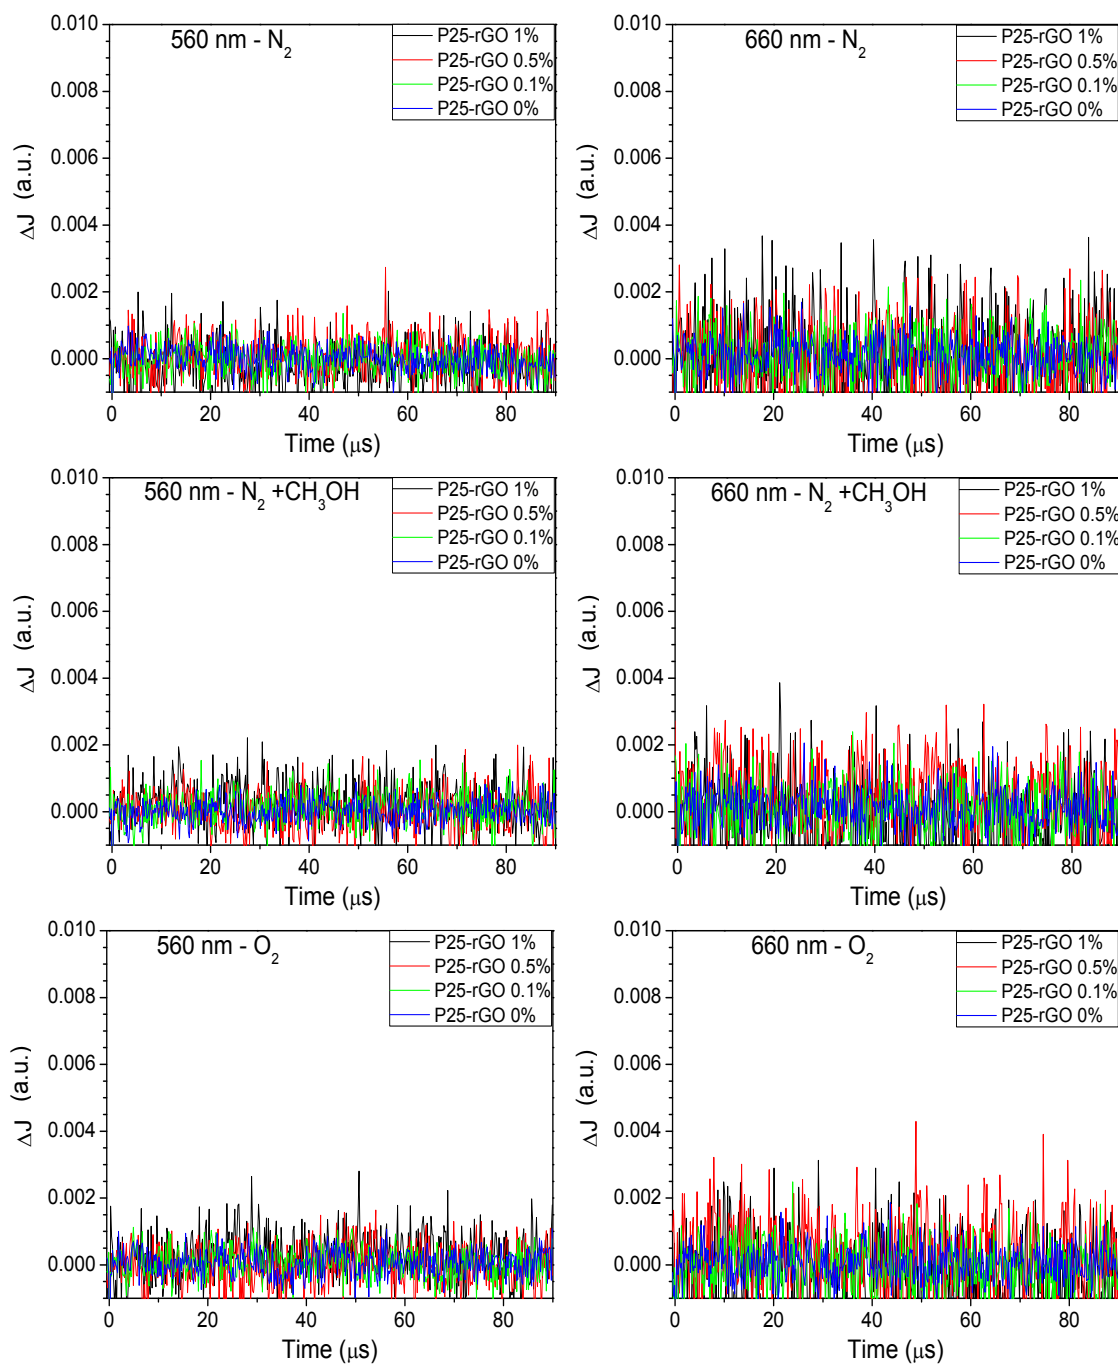 560 nm - N2
P25-rGO 1%
P25-rGO 0.5%
P25-rGO 0.1%
P25-rGO 0%
0.010
0.008
0.006
0.004
0.002
0.000
ΔJ (a.u.)
0 20 40 60 80
Time (μs)
660 nm - N2
P25-rGO 1%
P25-rGO 0.5%
P25-rGO 0.1%
P25-rGO 0%
0.010
0.008
0.006
0.004
0.002
0.000
ΔJ (a.u.)
0 20 40 60 80
Time (μs)
560 nm - N2 +CH3OH
P25-rGO 1%
P25-rGO 0.5%
P25-rGO 0.1%
P25-rGO 0%
0.010
0.008
0.006
0.004
0.002
0.000
ΔJ (a.u.)
0 20 40 60 80
Time (μs)
660 nm - N2 +CH3OH
P25-rGO 1%
P25-rGO 0.5%
P25-rGO 0.1%
P25-rGO 0%
0.010
0.008
0.006
0.004
0.002
0.000
ΔJ (a.u.)
0 20 40 60 80
Time (μs)
560 nm - O2
P25-rGO 1%
P25-rGO 0.5%
P25-rGO 0.1%
P25-rGO 0%
0.010
0.008
0.006
0.004
0.002
0.000
ΔJ (a.u.)
0 20 40 60 80
Time (μs)
660 nm - O2
P25-rGO 1%
P25-rGO 0.5%
P25-rGO 0.1%
P25-rGO 0%
0.010
0.008
0.006
0.004
0.002
0.000
ΔJ (a.u.)
0 20 40 60 80
Time (μs)